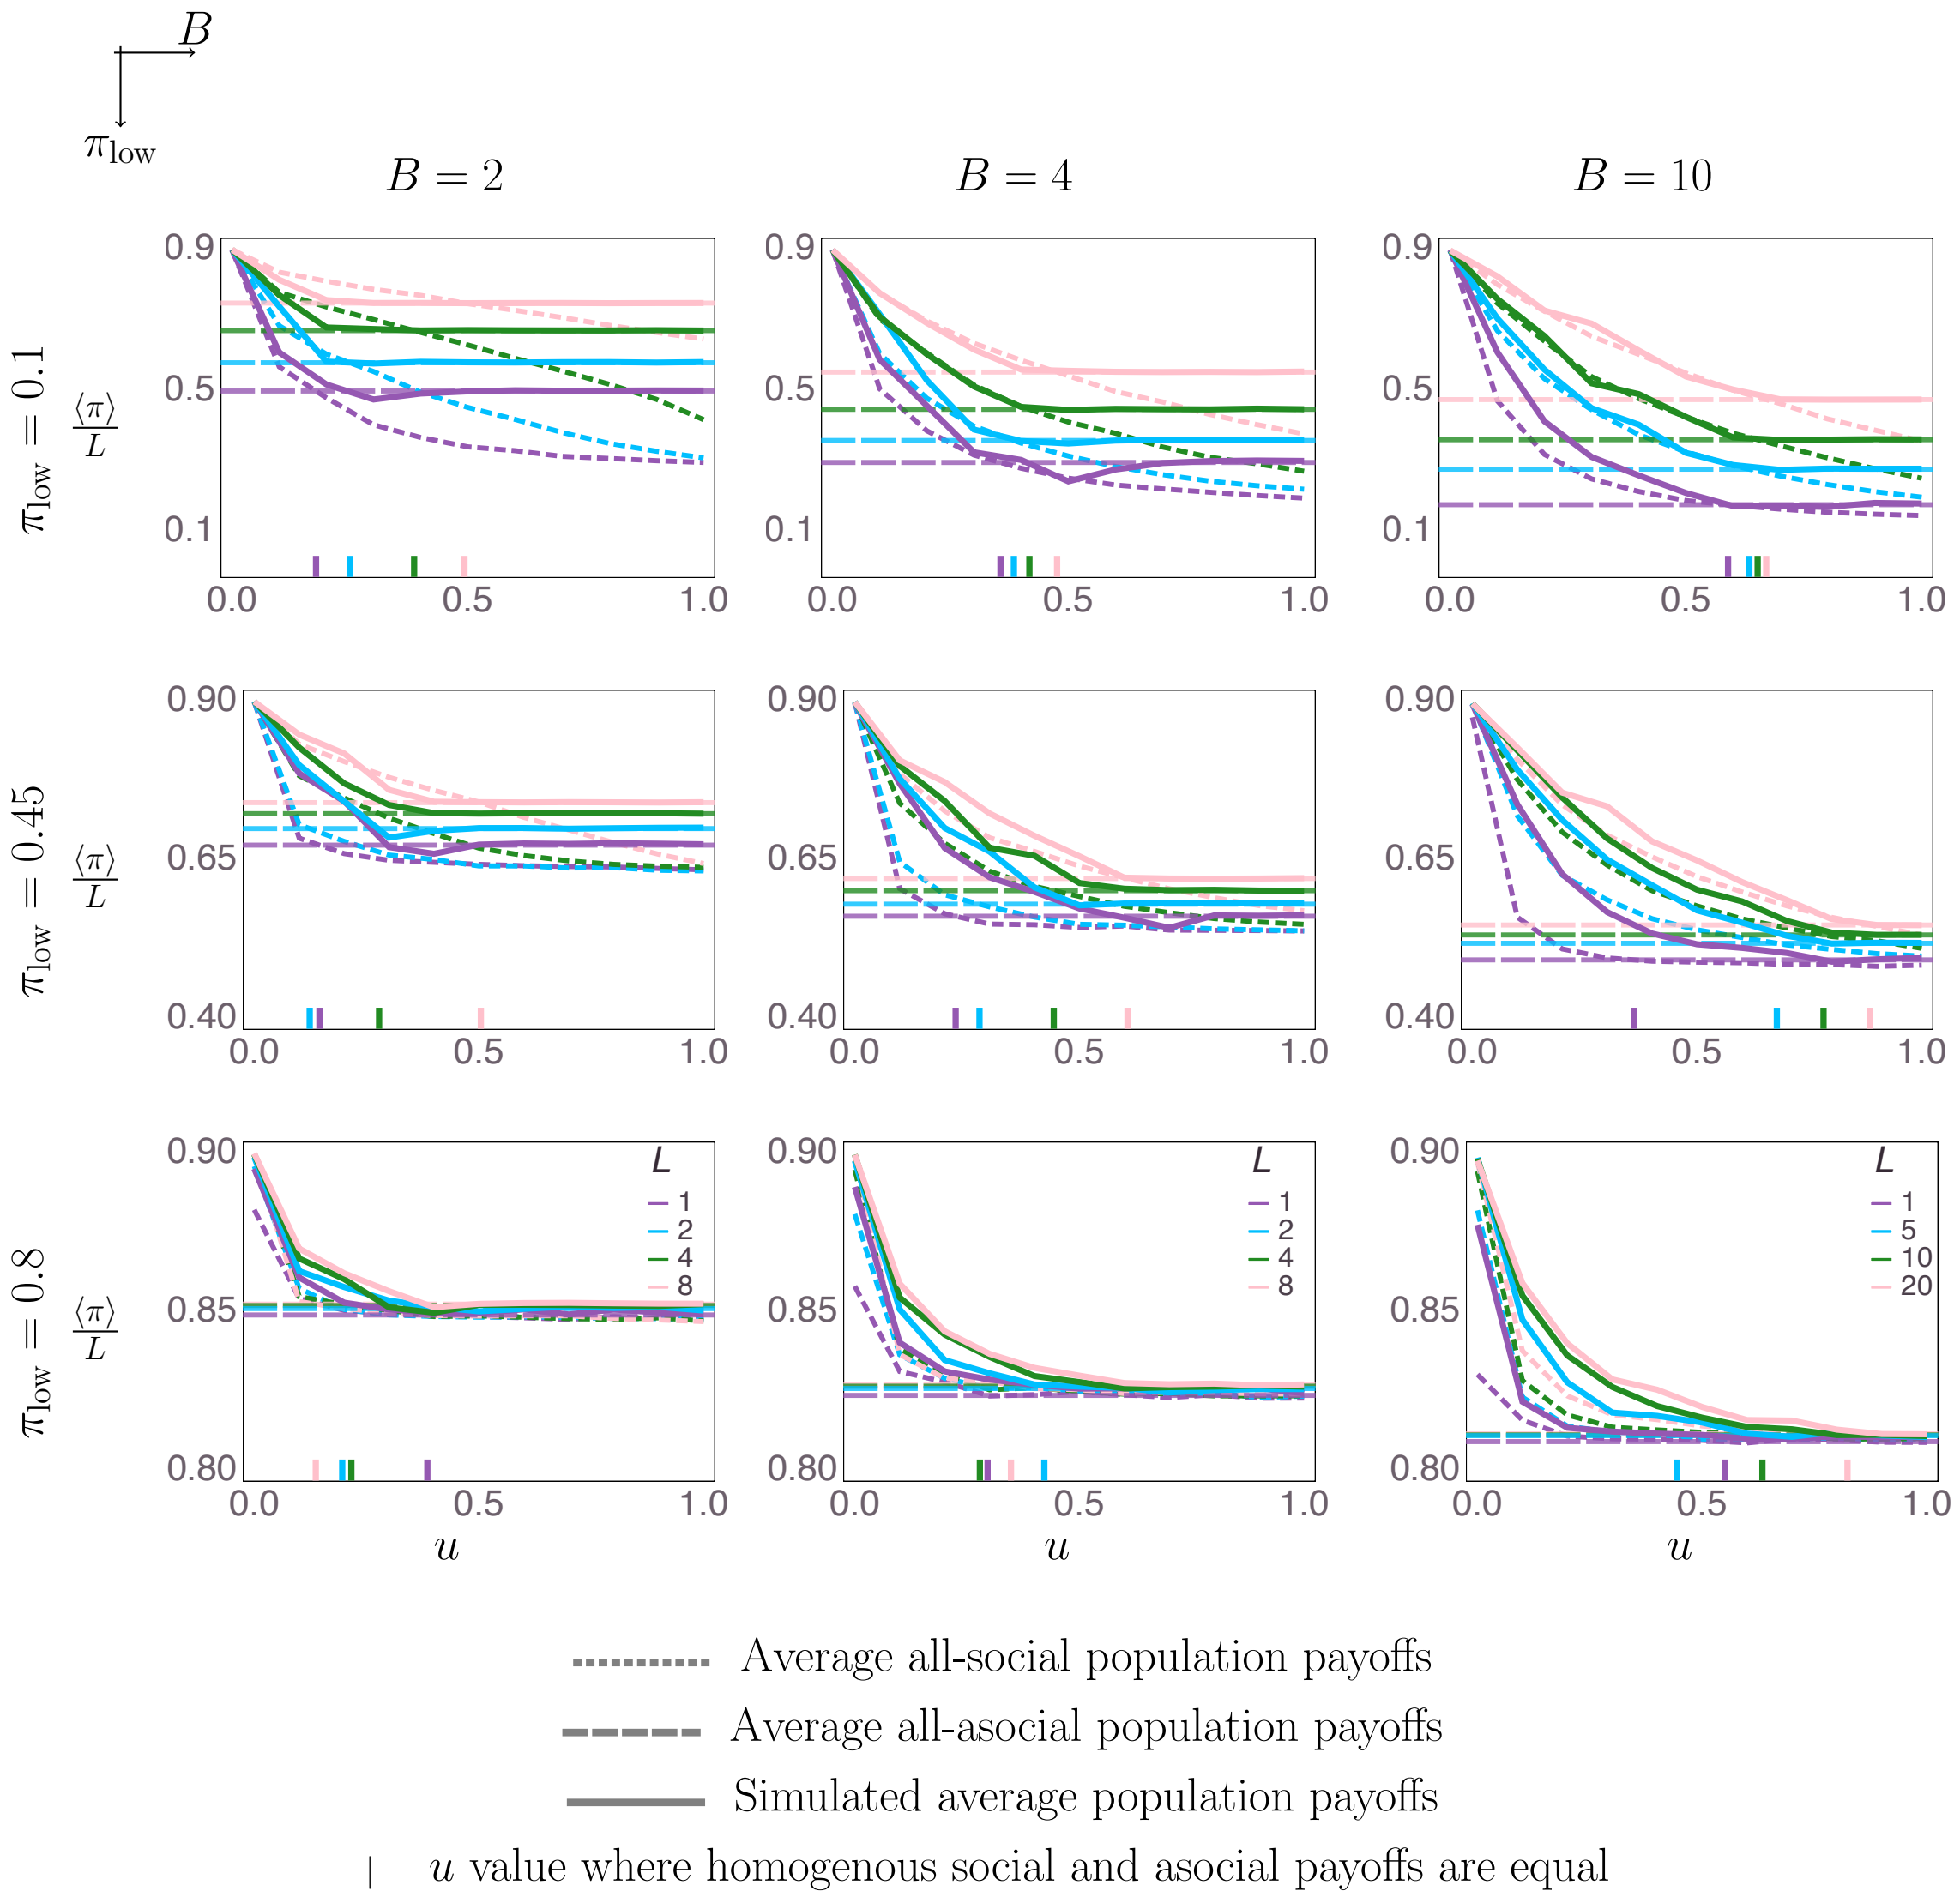 B
π_low
B = 2
B = 4
B = 10
π_low = 0.1
⟨π⟩/L
0.9
0.5
0.1
0.0 0.5 1.0
0.9
0.5
0.1
0.0 0.5 1.0
0.9
0.5
0.1
0.0 0.5 1.0
π_low = 0.45
⟨π⟩/L
0.90
0.65
0.40
0.0 0.5 1.0
0.90
0.65
0.40
0.0 0.5 1.0
0.90
0.65
0.40
0.0 0.5 1.0
π_low = 0.8
⟨π⟩/L
0.90
0.85
0.80
0.0 0.5 1.0
u
L
1
2
4
8
0.90
0.85
0.80
0.0 0.5 1.0
u
L
1
2
4
8
0.90
0.85
0.80
0.0 0.5 1.0
u
L
1
5
10
20
Average all-social population payoffs
Average all-asocial population payoffs
Simulated average population payoffs
u value where homogenous social and asocial payoffs are equal